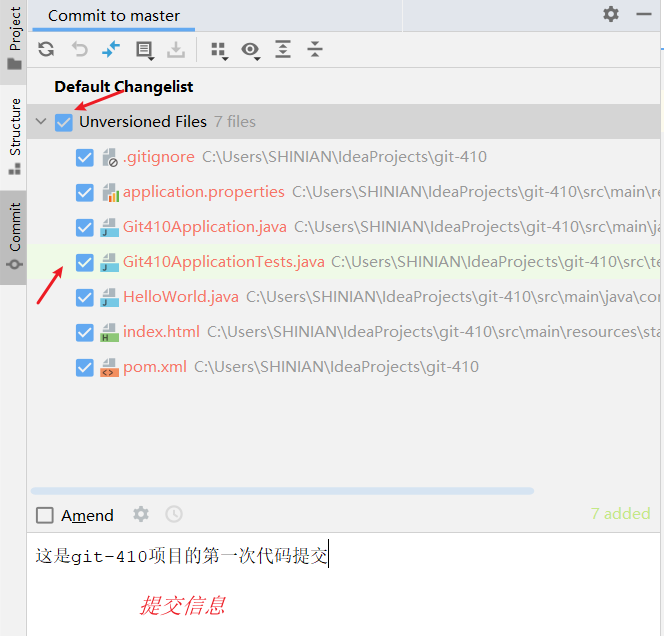 Commit to master
Project
Structure
Commit
Default Changelist
Unversioned Files 7 files
.gitignore C:\Users\SHINIAN\IdeaProjects\git-410
application.properties C:\Users\SHINIAN\IdeaProjects\git-410\src\main\re
Git410Application.java C:\Users\SHINIAN\IdeaProjects\git-410\src\main\ja
Git410ApplicationTests.java C:\Users\SHINIAN\IdeaProjects\git-410\src\te
HelloWorld.java C:\Users\SHINIAN\IdeaProjects\git-410\src\main\java\con
index.html C:\Users\SHINIAN\IdeaProjects\git-410\src\main\resources\sta
pom.xml C:\Users\SHINIAN\IdeaProjects\git-410
Amend
7 added
这是git-410项目的第一次代码提交
提交信息